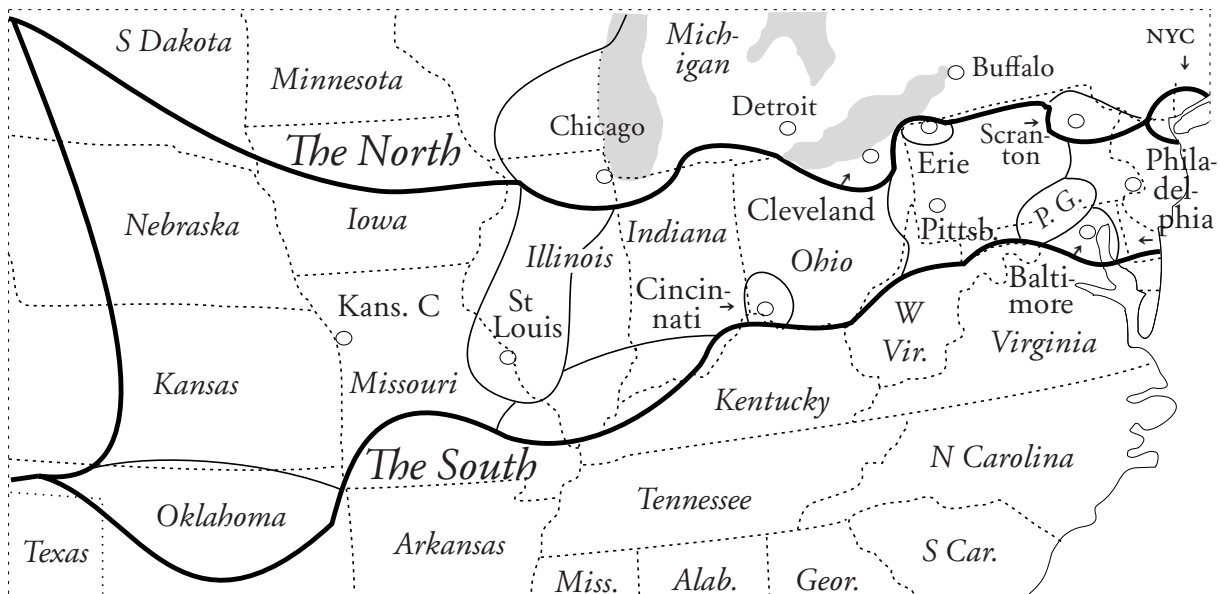 S Dakota
Minnesota
Mich-
igan
NYC
Buffalo
Detroit
Chicago
The North
Scran-
ton
Erie
Phila-
del-
phia
Nebraska
Iowa
Cleveland
Pittsb.
P. G.
Illinois
Indiana
Ohio
Kans. C
St
Louis
Cincin-
nati
Balti-
more
W
Vir.
Virginia
Kansas
Missouri
Kentucky
The South
N Carolina
Oklahoma
Tennessee
Texas
Arkansas
S Car.
Miss.
Alab.
Geor.